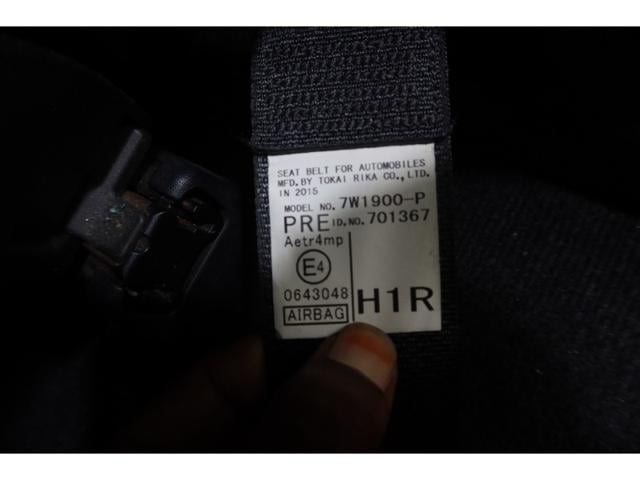 SEAT BELT FOR AUTOMOBILES
MFD.BY TOKAI RIKA CO., LTD.
IN 2015
MODEL NO. 7W1900-P
PRE ID.NO. 701367
Aetr4mp
E4
0643048
AIRBAG
H1R